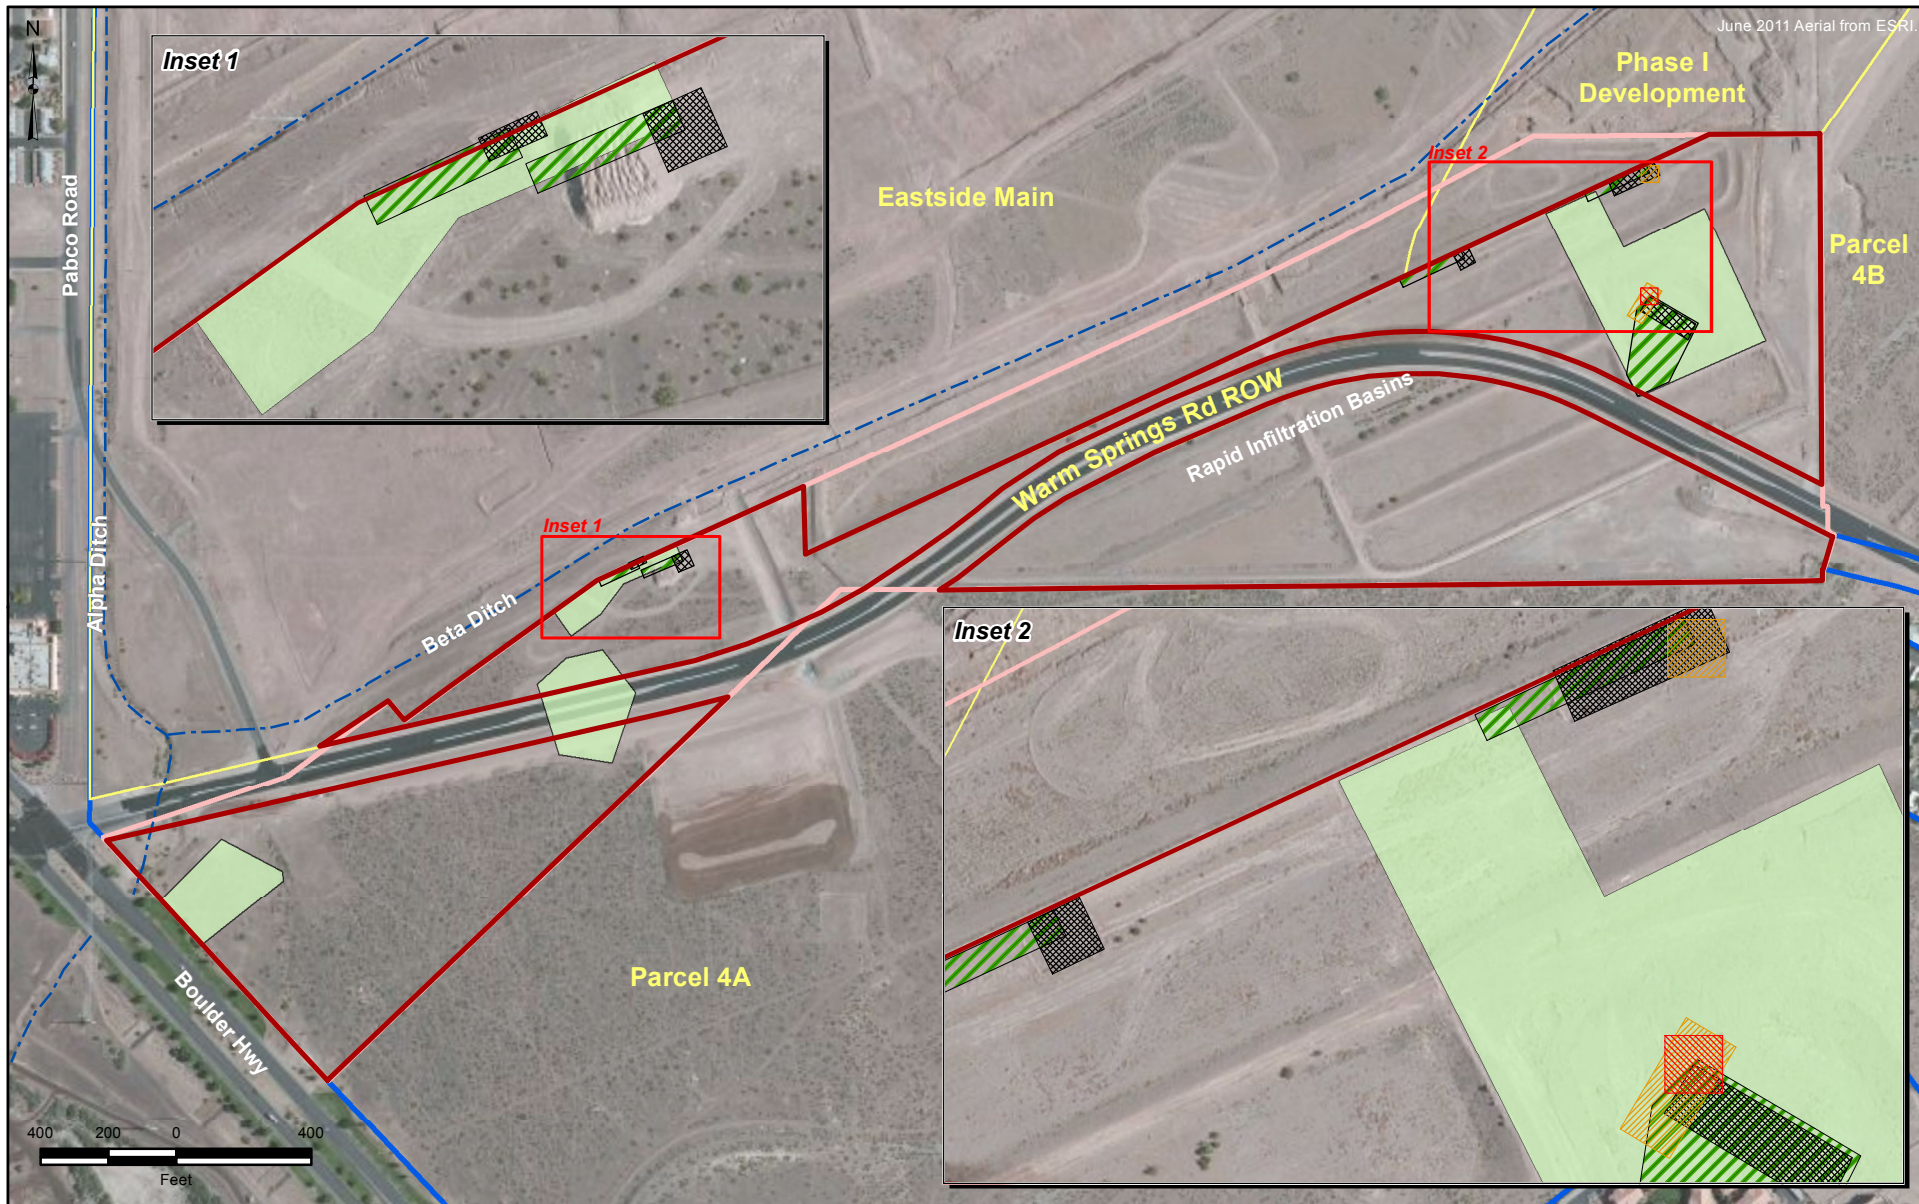 June 2011 Aerial from ESRI.
N
Inset 1
Phase I
Development
Inset 2
Eastside Main
Parcel
4B
Pabco Road
Warm Springs Rd ROW
Rapid Infiltration Basins
Inset 1
Alpha Ditch
Beta Ditch
Inset 2
Parcel 4A
Boulder Hwy
400 200 0 400
Feet